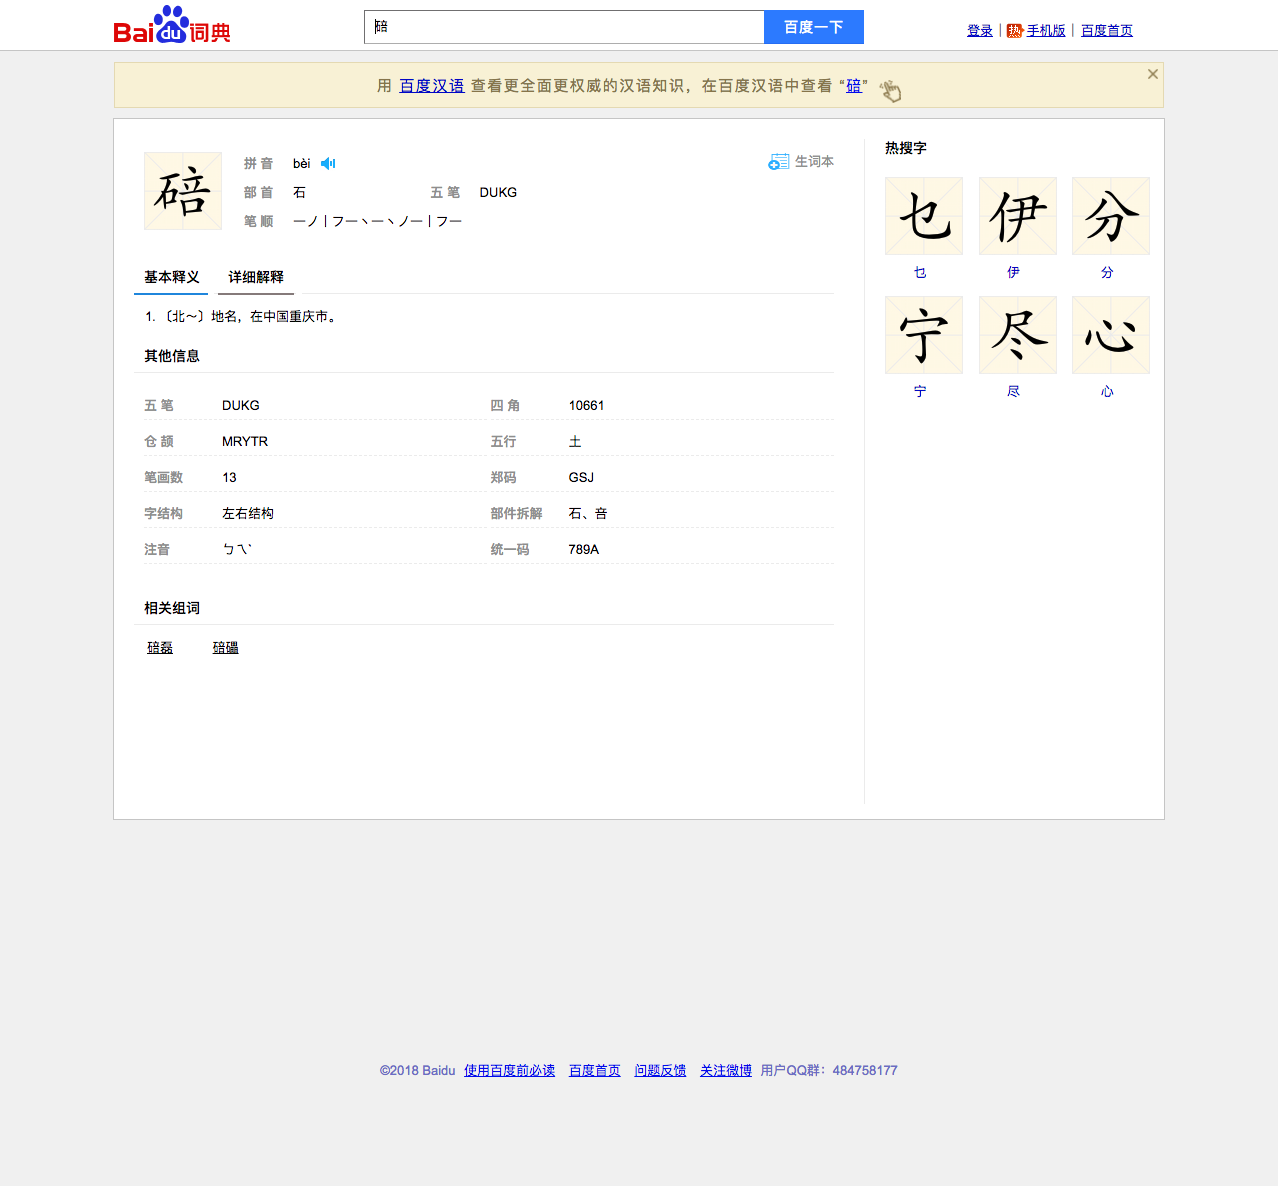 Bai du 词典
碚
百度一下
登录 | 热 手机版 | 百度首页
用 百度汉语 查看更全面更权威的汉语知识，在百度汉语中查看 “碚”
碚
拼 音 bèi
生词本
部 首 石 五 笔 DUKG
笔 顺 一ノ丨フ一丶一丶ノ一丨フ一
基本释义 详细解释
1. 〔北～〕地名，在中国重庆市。
其他信息
五 笔 DUKG 四 角 10661
仓 颉 MRYTR 五行 土
笔画数 13 郑码 GSJ
字结构 左右结构 部件拆解 石、咅
注音 ㄅㄟˋ 统一码 789A
相关组词
碚磊 碚礧
热搜字
乜 伊 分
乜 伊 分
宁 尽 心
宁 尽 心
©2018 Baidu 使用百度前必读 百度首页 问题反馈 关注微博 用户QQ群：484758177